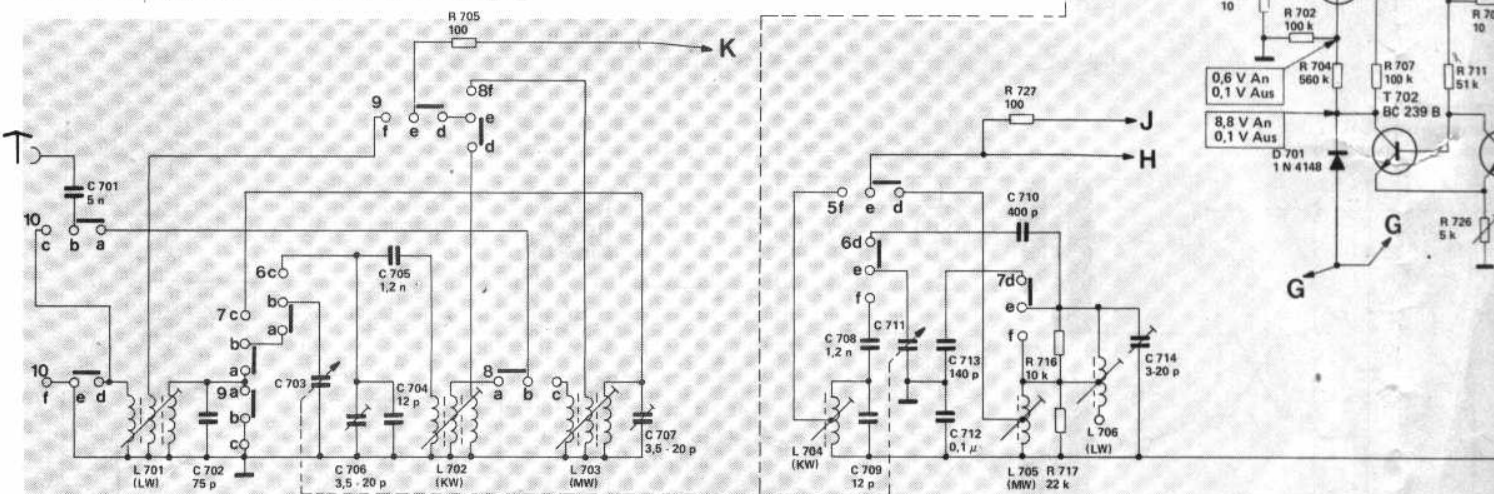 R 705
100
K
8f
9
f
e
d
e
d
C 701
5 n
10
c
b
a
6c
b
a
C 705
1,2 n
7c
b
a
9a
b
c
C 703
10
f
e
d
C 704
12 p
8
a
b
c
C 707
3,5 - 20 p
L 701
(LW)
C 702
75 p
C 706
3,5 - 20 p
L 702
(KW)
L 703
(MW)
R 727
100
J
H
5f
e
d
C 710
400 p
6d
e
f
7d
e
f
C 708
1,2 n
C 711
C 713
140 p
R 716
10 k
C 714
3-20 p
L 704
(KW)
C 709
12 p
C 712
0,1 µ
L 705
(MW)
R 717
22 k
L 706
(LW)
10
R 702
100 k
10
0,6 V An
0,1 V Aus
R 704
560 k
R 707
100 k
R 711
51 k
T 702
BC 239 B
8,8 V An
0,1 V Aus
D 701
1 N 4148
R 726
5 k
G
G